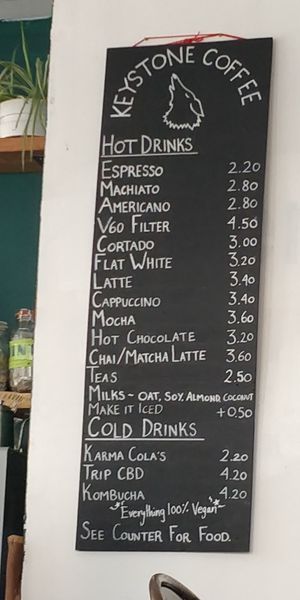 KEYSTONE COFFEE
HOT DRINKS
ESPRESSO 2.20
MACHIATO 2.80
AMERICANO 2.80
V60 FILTER 4.50
CORTADO 3.00
FLAT WHITE 3.20
LATTE 3.40
CAPPUCCINO 3.40
MOCHA 3.60
HOT CHOCOLATE 3.20
CHAI/MATCHA LATTE 3.60
TEAS 2.50
MILKS ~ OAT, SOY, ALMOND, COCONUT
MAKE IT ICED +0.50
COLD DRINKS
KARMA COLA'S 2.20
TRIP CBD 4.20
KOMBUCHA 4.20
~Everything 100% Vegan~
SEE COUNTER FOR FOOD.